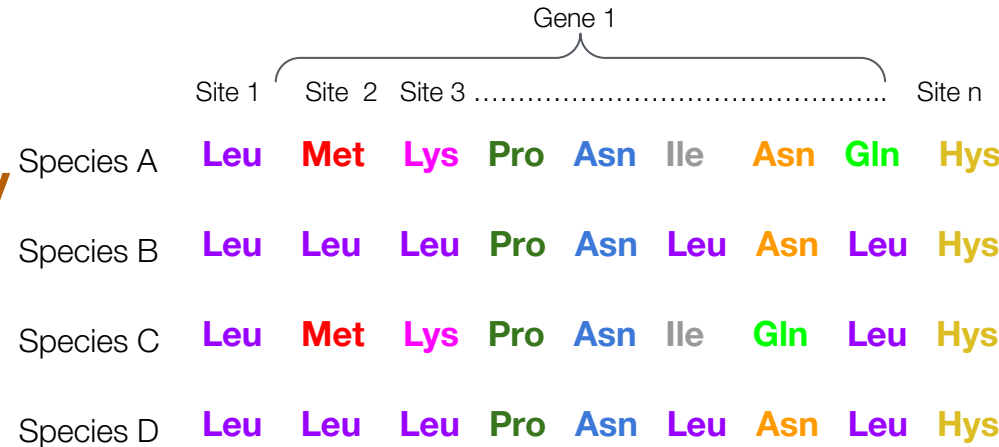 Gene 1
Site 1 Site 2 Site 3 ………………………………………….. Site n
Species A Leu Met Lys Pro Asn Ile Asn Gln Hys
Species B Leu Leu Leu Pro Asn Leu Asn Leu Hys
Species C Leu Met Lys Pro Asn Ile Gln Leu Hys
Species D Leu Leu Leu Pro Asn Leu Asn Leu Hys